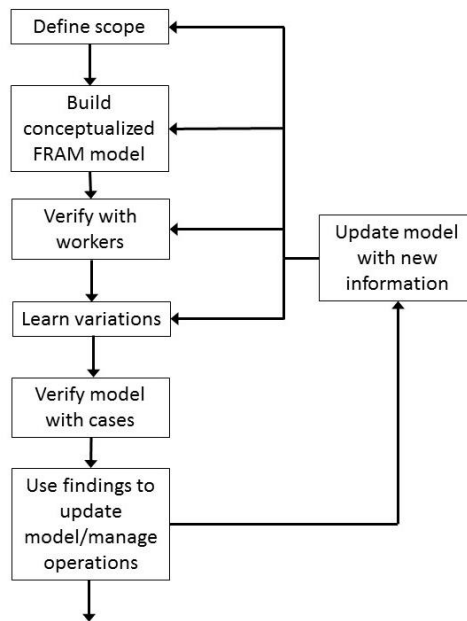 Define scope
Build
conceptualized
FRAM model
Verify with
workers
Update model
with new
information
Learn variations
Verify model
with cases
Use findings to
update
model/manage
operations